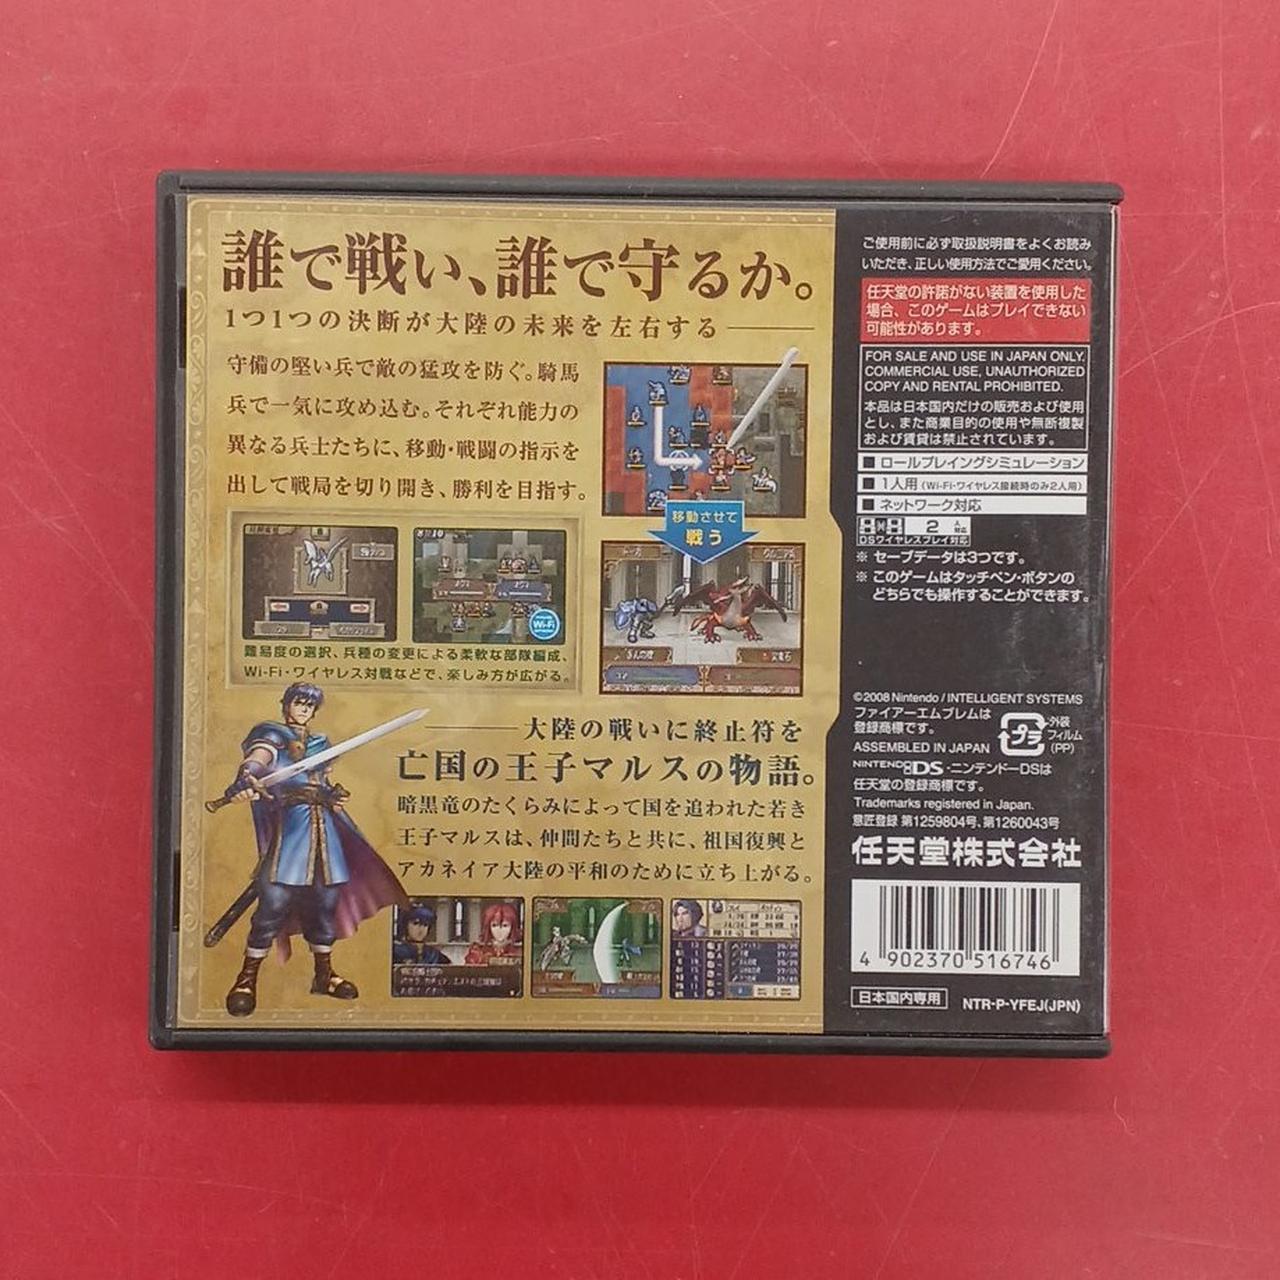 誰で戦い、誰で守るか。
1つ1つの決断が大陸の未来を左右する
守備の堅い兵で敵の猛攻を防ぐ。騎馬
兵で一気に攻め込む。それぞれ能力の
異なる兵士たちに、移動・戦闘の指示を
出して戦局を切り開き、勝利を目指す。
移動させて
戦う
Wi-Fi
難易度の選択、兵種の変更による柔軟な部隊編成、
Wi-Fi・ワイヤレス対戦などで、楽しみ方が広がる。
大陸の戦いに終止符を
亡国の王子マルスの物語。
暗黒竜のたくらみによって国を追われた若き
王子マルスは、仲間たちと共に、祖国復興と
アカネイア大陸の平和のために立ち上がる。
ご使用前に必ず取扱説明書をよくお読み
いただき、正しい使用方法でご愛用ください。
任天堂の許諾がない装置を使用した
場合、このゲームはプレイできない
可能性があります。
FOR SALE AND USE IN JAPAN ONLY.
COMMERCIAL USE, UNAUTHORIZED
COPY AND RENTAL PROHIBITED.
本品は日本国内だけの販売および使用
とし、また商業目的の使用や無断複製
および賃貸は禁止されています。
■ ロールプレイングシミュレーション
■ 1人用(Wi-Fi・ワイヤレス接続時のみ2人用)
■ ネットワーク対応
2人対応
DSワイヤレスプレイ対応
※ セーブデータは3つです。
※ このゲームはタッチペン・ボタンの
どちらでも操作することができます。
©2008 Nintendo / INTELLIGENT SYSTEMS
ファイアーエムブレムは
登録商標です。
ASSEMBLED IN JAPAN
プラ
外装
フィルム
(PP)
NINTENDO DS・ニンテンドーDSは
任天堂の登録商標です。
Trademarks registered in Japan.
意匠登録 第1259804号、第1260043号
任天堂株式会社
4 902370 516746
日本国内専用
NTR-P-YFEJ(JPN)